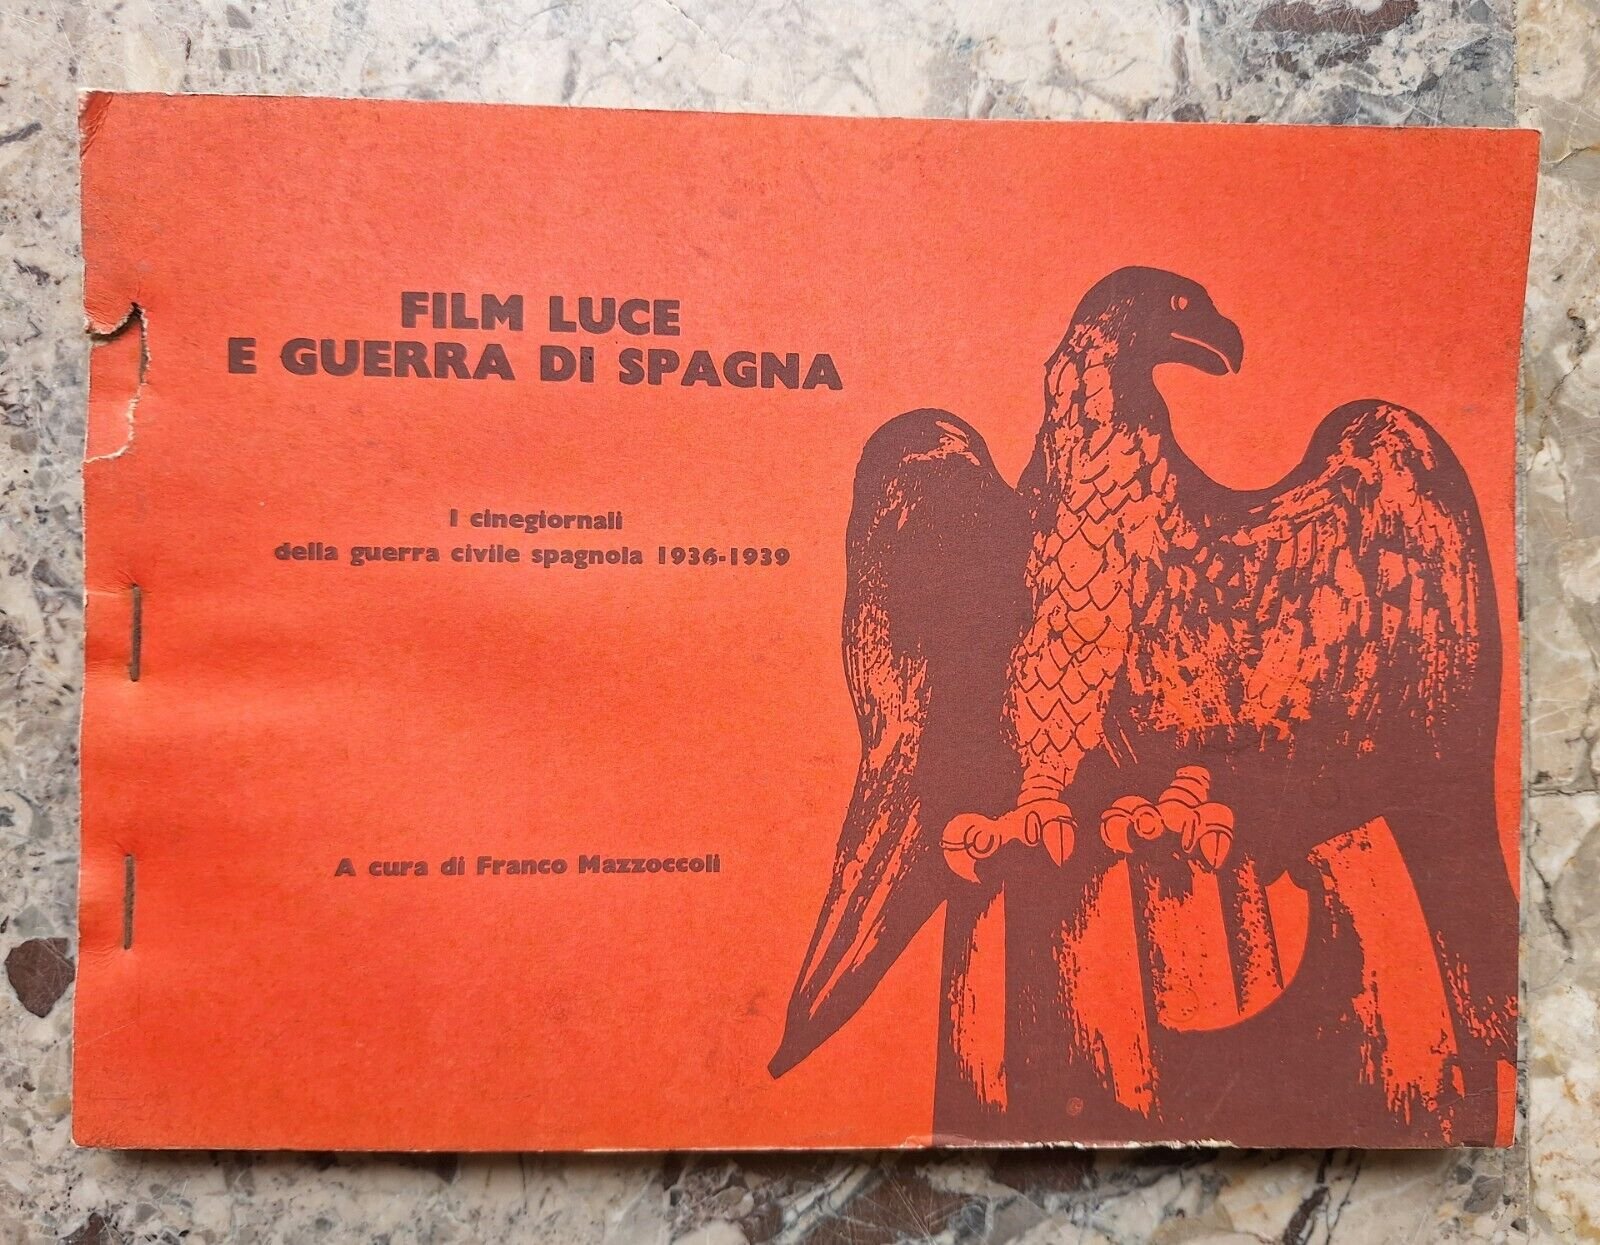 FILM LUCE
E GUERRA DI SPAGNA
I cinegiornali
della guerra civile spagnola 1936-1939
A cura di Franco Mazzoccoli